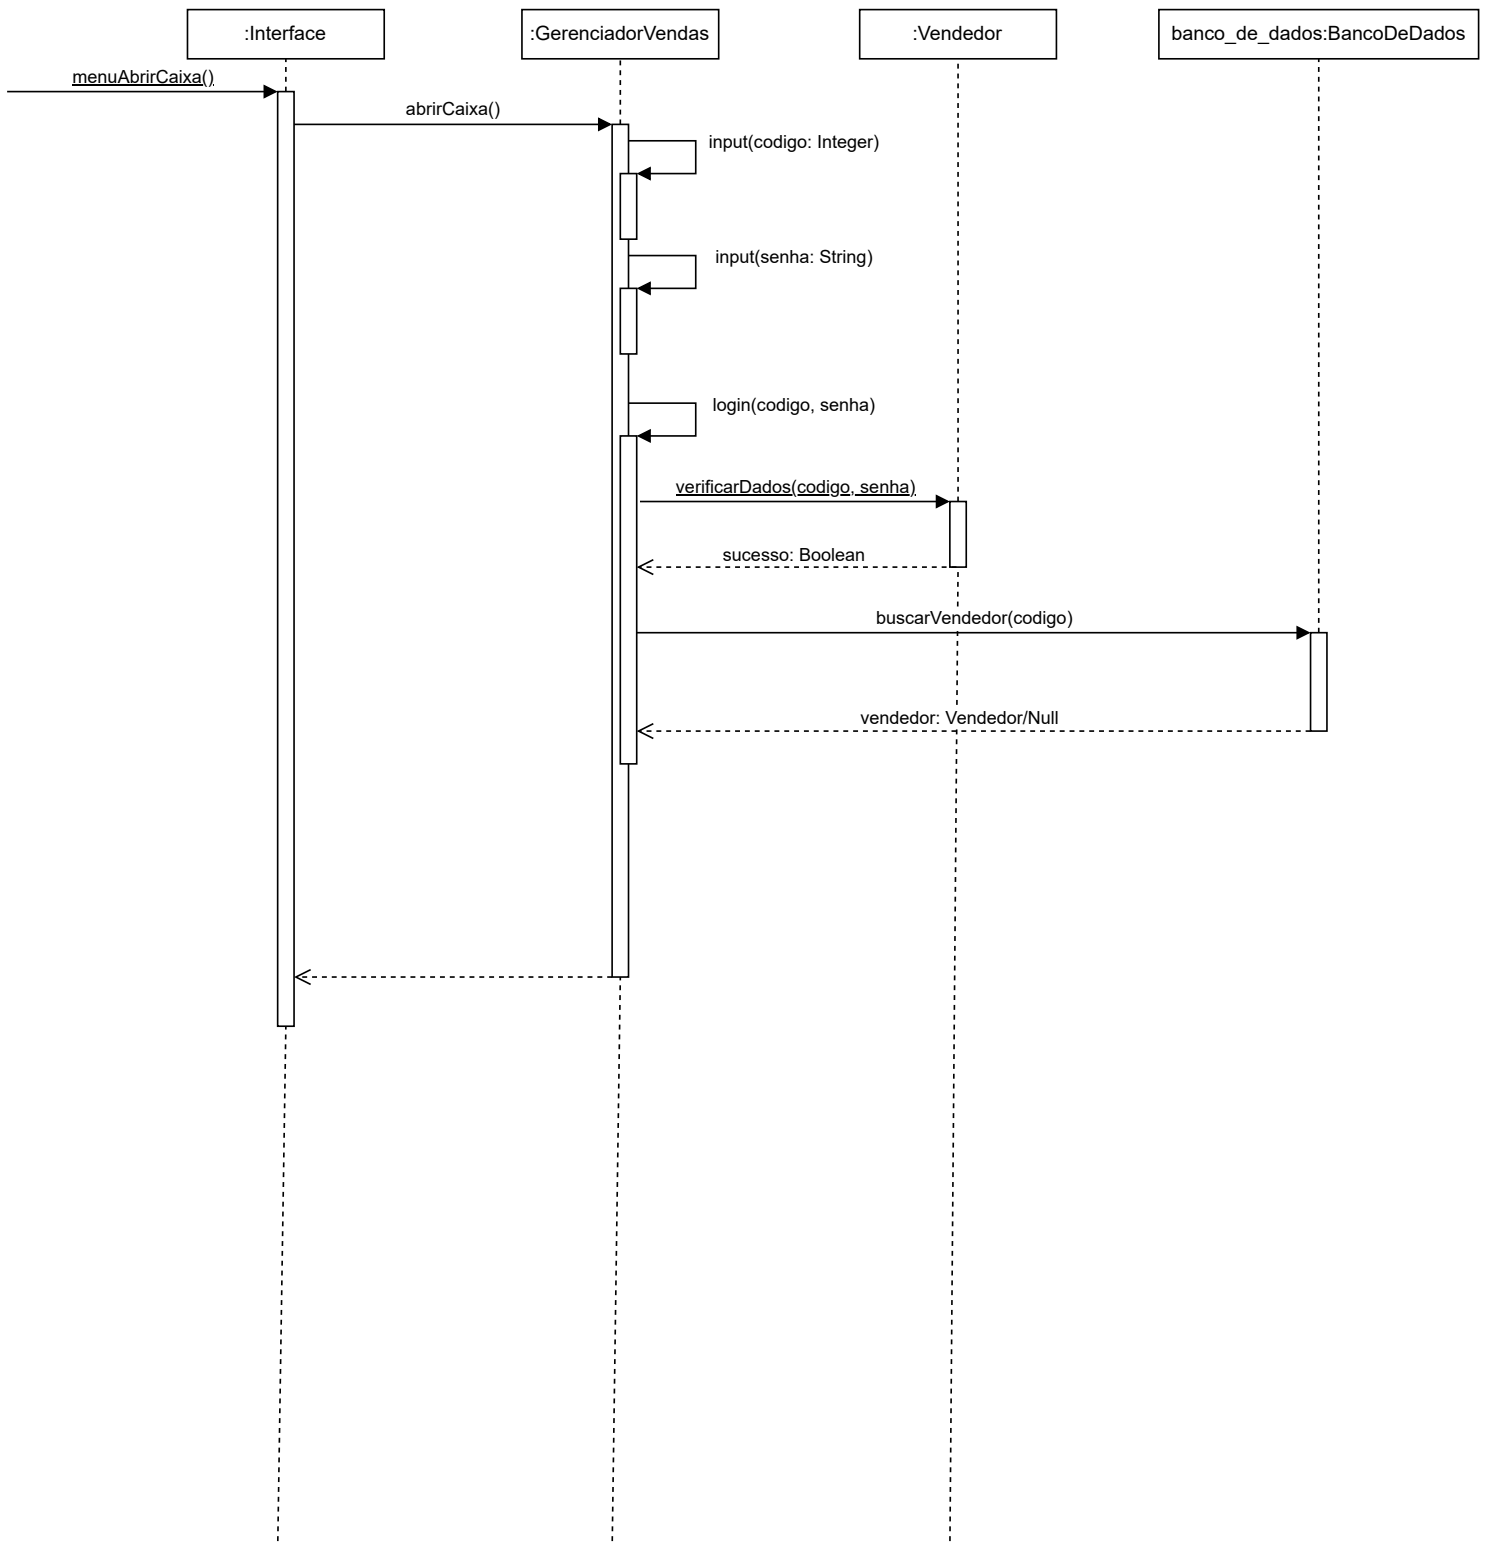 :Interface
:GerenciadorVendas
:Vendedor
banco_de_dados:BancoDeDados
menuAbrirCaixa()
abrirCaixa()
input(codigo: Integer)
input(senha: String)
login(codigo, senha)
verificarDados(codigo, senha)
sucesso: Boolean
buscarVendedor(codigo)
vendedor: Vendedor/Null